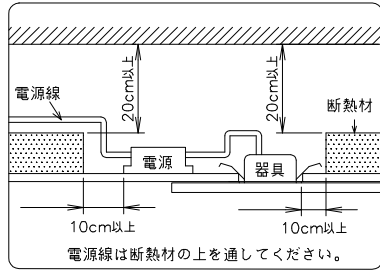 20cm以上
20cm以上
電源線
断熱材
電源
器具
10cm以上
10cm以上
電源線は断熱材の上を通してください。